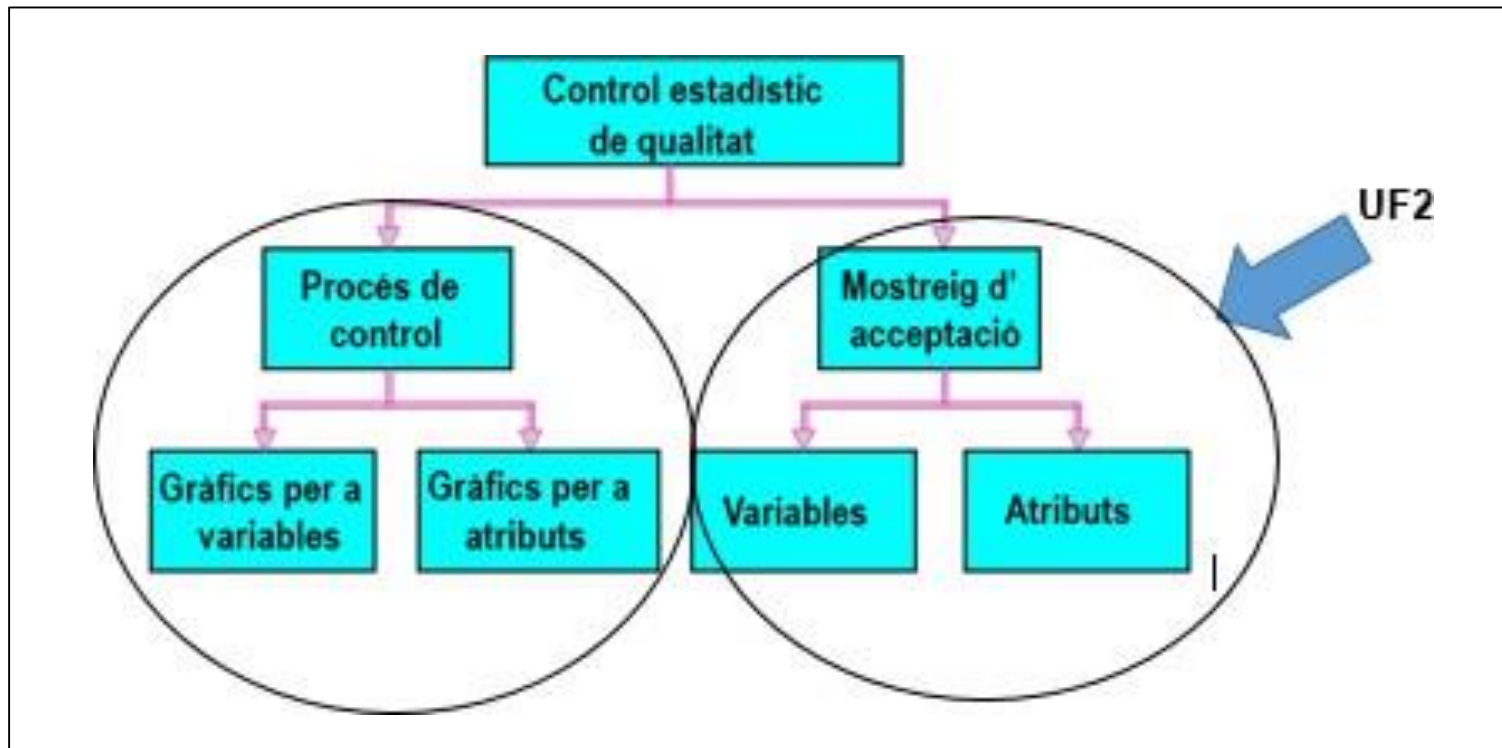 Control estadístic
de qualitat
UF2
Procés de
control
Mostreig d'
acceptació
Gràfics per a
variables
Gràfics per a
atributs
Variables
Atributs